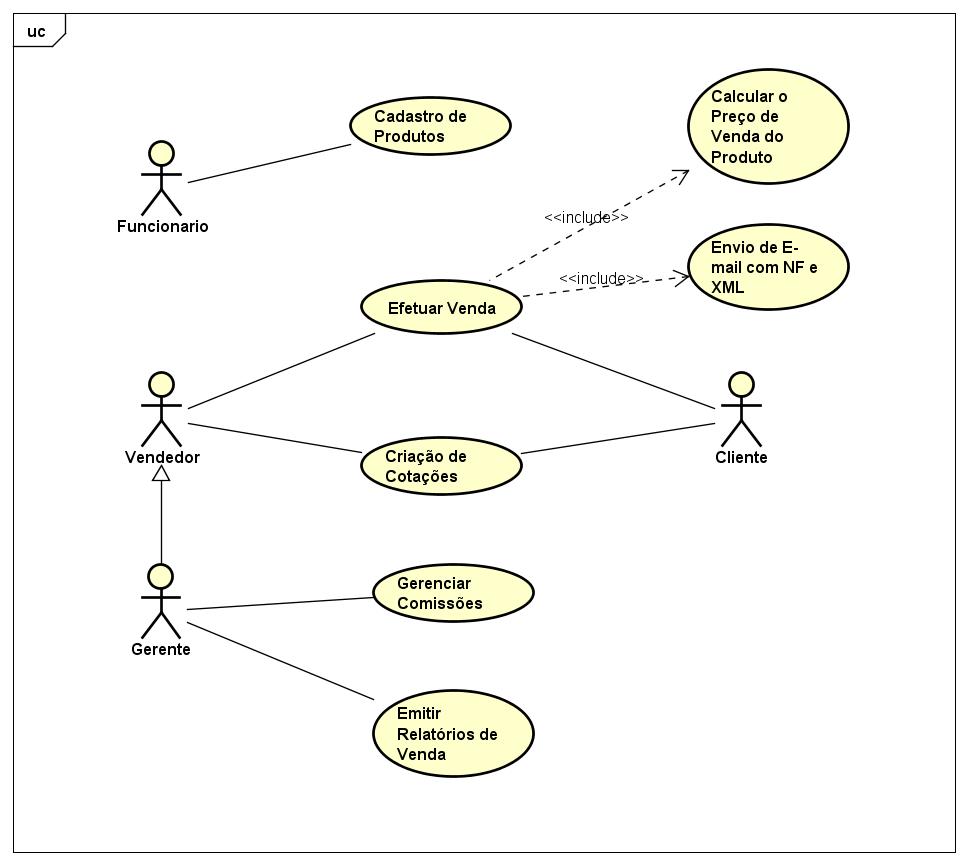 uc
Cadastro de
Produtos
Calcular o
Preço de
Venda do
Produto
Funcionario
<<include>>
Envio de E-
mail com NF e
XML
<<include>>
Efetuar Venda
Vendedor
Criação de
Cotações
Cliente
Gerenciar
Comissões
Gerente
Emitir
Relatórios de
Venda